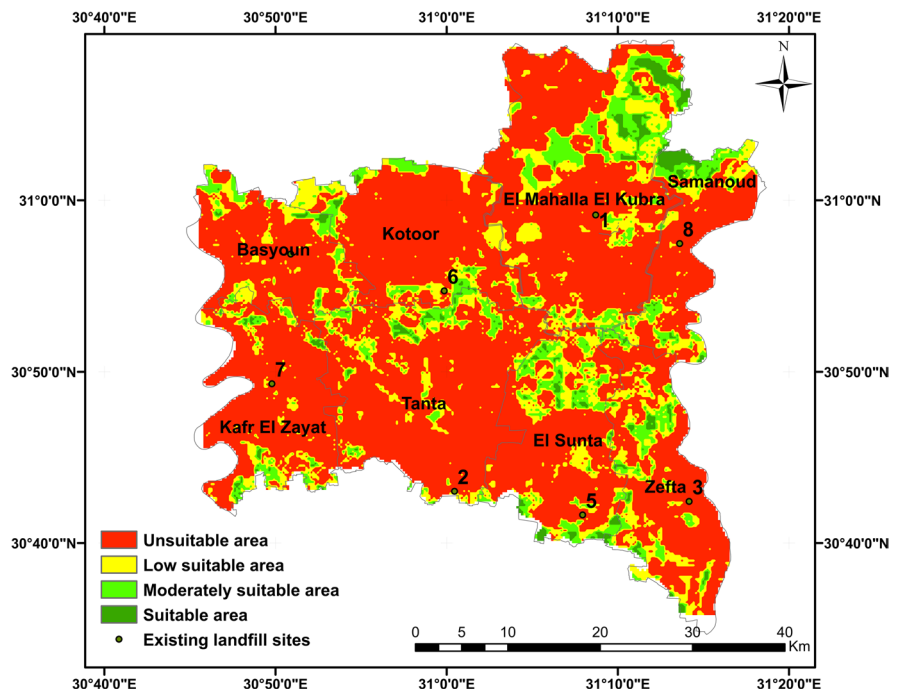 30°40'0"E 30°50'0"E 31°0'0"E 31°10'0"E 31°20'0"E
N
Samanoud
31°0'0"N El Mahalla El Kubra 31°0'0"N
1
8
Kotoor
Basyoun
6
7
30°50'0"N 30°50'0"N
Tanta
Kafr El Zayat
El Sunta
2
Zefta 3
5
30°40'0"N 30°40'0"N
Unsuitable area
Low suitable area
Moderately suitable area
Suitable area
Existing landfill sites
0 5 10 20 30 40
Km
30°40'0"E 30°50'0"E 31°0'0"E 31°10'0"E 31°20'0"E